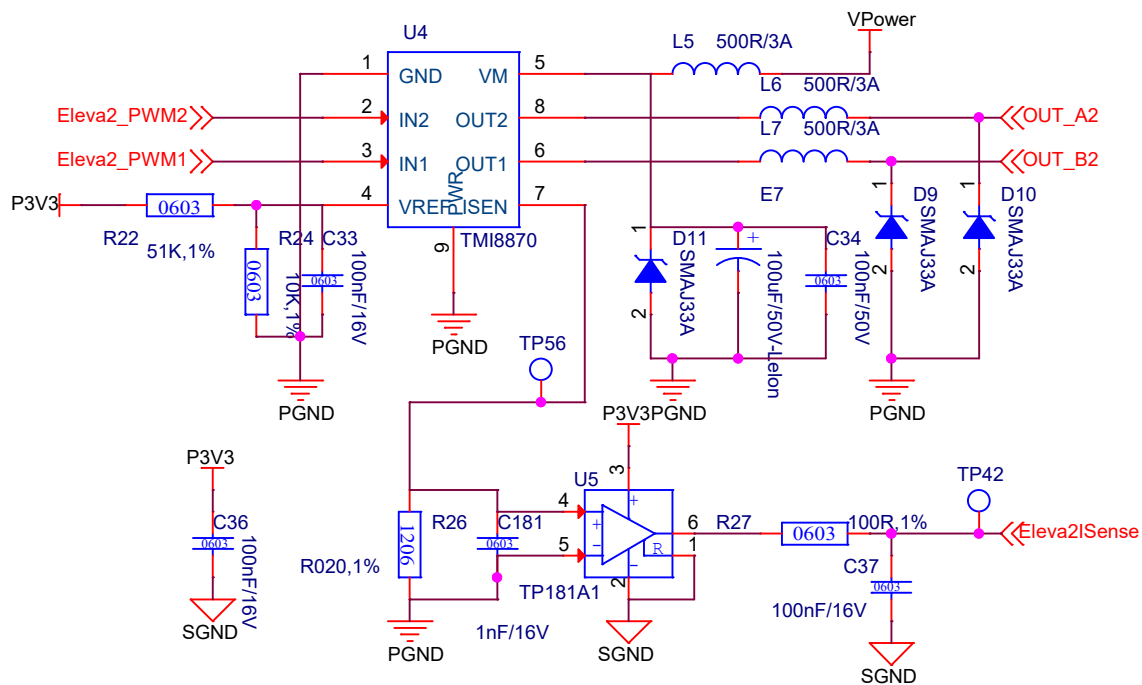 VPower
U4
L5 500R/3A
1 GND VM 5
L6 500R/3A
Eleva2_PWM2 2 IN2 OUT2 8 OUT_A2
L7 500R/3A
Eleva2_PWM1 3 IN1 OUT1 6 OUT_B2
P3V3 0603 4 VREF PWR ISEN 7
E7
1 D9 SMAJ33A 2
1 D10 SMAJ33A 2
R22
51K,1%
R24
0603
10K,1%
C33
0603
100nF/16V
9
TMI8870
1 D11 SMAJ33A 2
+
100uF/50V-Lelon
C34
0603
100nF/50V
PGND
TP56
PGND
PGND
PGND
P3V3
P3V3
3
U5
TP42
C36
0603
100nF/16V
R26
1206
R020,1%
C181
0603
4
5
+
−
+
−
R
6
1
R27
0603
100R,1%
Eleva2ISense
2
TP181A1
C37
0603
100nF/16V
SGND
1nF/16V
PGND
SGND
SGND